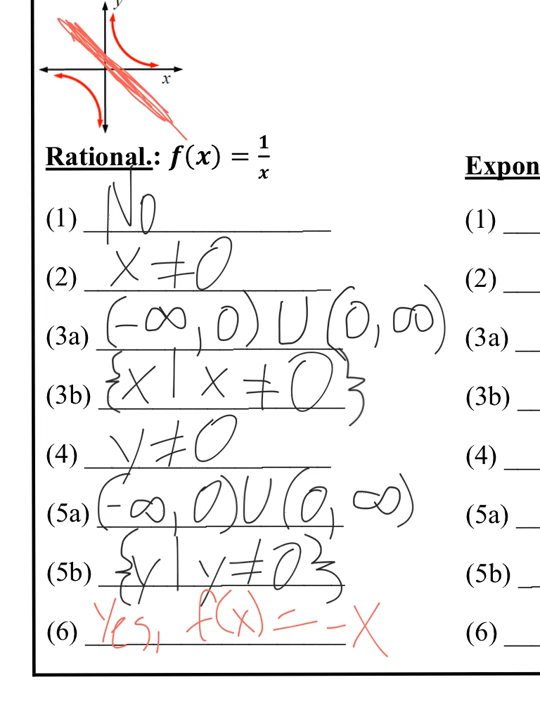 y
x
Rational.: f(x) = 1/x
Expon
(1) No
(1)
(2) x ≠ 0
(2)
(3a) (-∞, 0) U (0, ∞)
(3a)
(3b) {x | x ≠ 0}
(3b)
(4) y ≠ 0
(4)
(5a) (-∞, 0) U (0, ∞)
(5a)
(5b) {y | y ≠ 0}
(5b)
(6) Yes, f(x) = -x
(6)